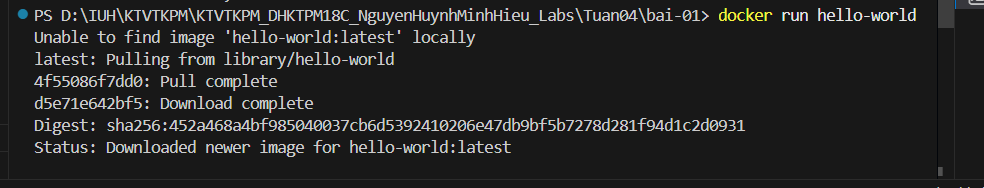 PS D:\IUH\KTVTKPM\KTVTKPM_DHKTPM18C_NguyenHuynhMinhHieu_Labs\Tuan04\bai-01> docker run hello-world
Unable to find image 'hello-world:latest' locally
latest: Pulling from library/hello-world
4f55086f7dd0: Pull complete
d5e71e642bf5: Download complete
Digest: sha256:452a468a4bf985040037cb6d5392410206e47db9bf5b7278d281f94d1c2d0931
Status: Downloaded newer image for hello-world:latest